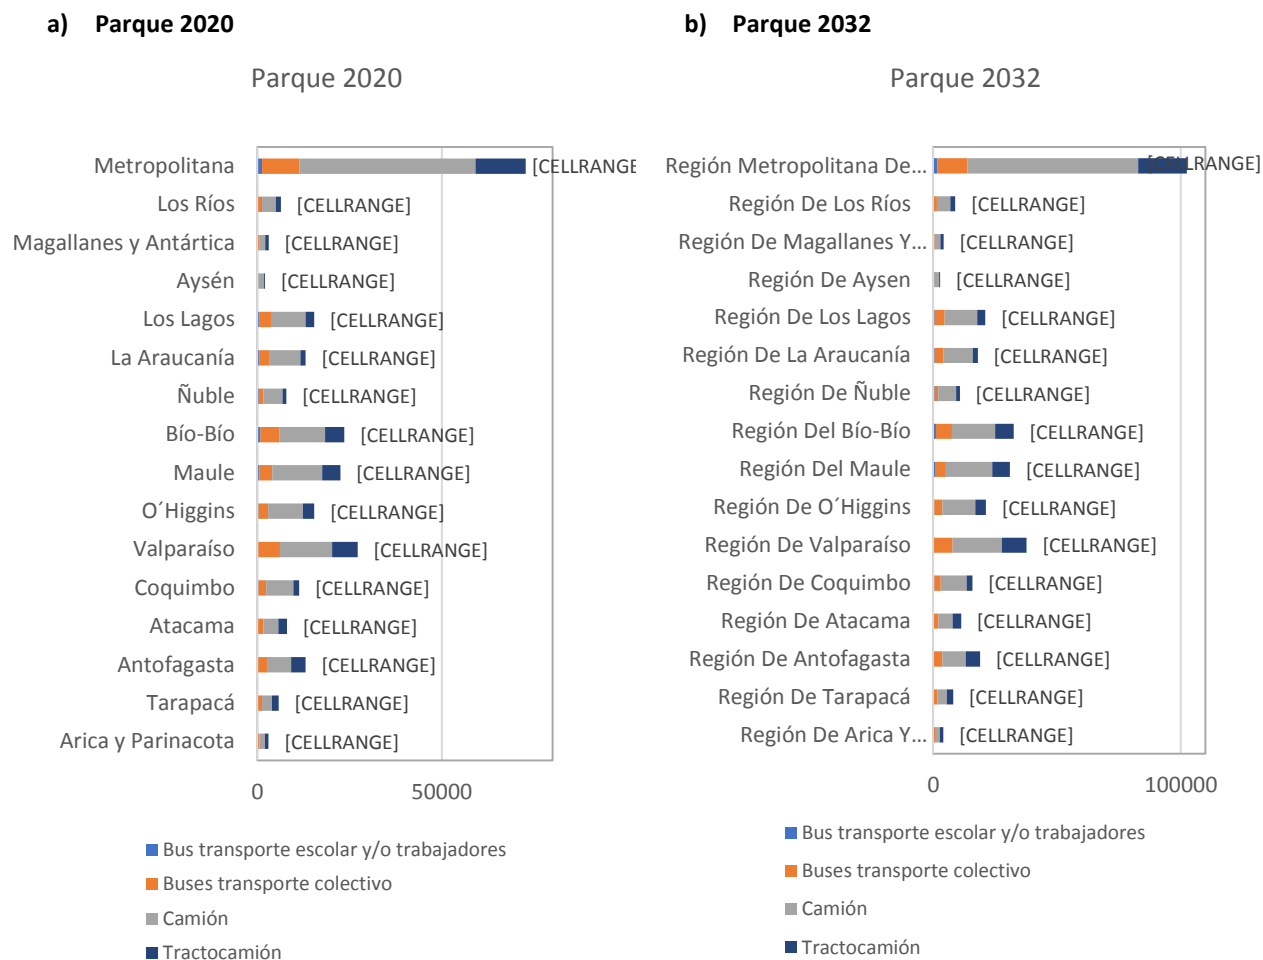 a) Parque 2020
Parque 2020
Metropolitana [CELLRANGE
Los Ríos [CELLRANGE]
Magallanes y Antártica [CELLRANGE]
Aysén [CELLRANGE]
Los Lagos [CELLRANGE]
La Araucanía [CELLRANGE]
Ñuble [CELLRANGE]
Bío-Bío [CELLRANGE]
Maule [CELLRANGE]
O´Higgins [CELLRANGE]
Valparaíso [CELLRANGE]
Coquimbo [CELLRANGE]
Atacama [CELLRANGE]
Antofagasta [CELLRANGE]
Tarapacá [CELLRANGE]
Arica y Parinacota [CELLRANGE]
0 50000
Bus transporte escolar y/o trabajadores
Buses transporte colectivo
Camión
Tractocamión
b) Parque 2032
Parque 2032
Región Metropolitana De... [CELLRANGE]
Región De Los Ríos [CELLRANGE]
Región De Magallanes Y... [CELLRANGE]
Región De Aysen [CELLRANGE]
Región De Los Lagos [CELLRANGE]
Región De La Araucanía [CELLRANGE]
Región De Ñuble [CELLRANGE]
Región Del Bío-Bío [CELLRANGE]
Región Del Maule [CELLRANGE]
Región De O´Higgins [CELLRANGE]
Región De Valparaíso [CELLRANGE]
Región De Coquimbo [CELLRANGE]
Región De Atacama [CELLRANGE]
Región De Antofagasta [CELLRANGE]
Región De Tarapacá [CELLRANGE]
Región De Arica Y... [CELLRANGE]
0 100000
Bus transporte escolar y/o trabajadores
Buses transporte colectivo
Camión
Tractocamión